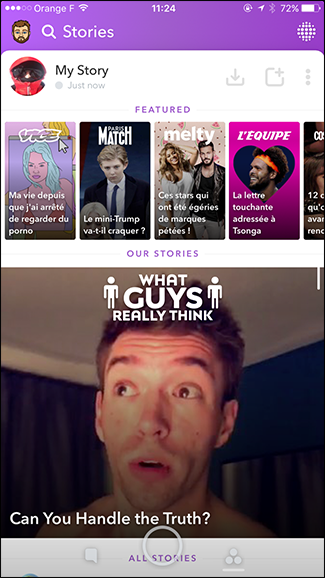 Orange F 11:24 72%
Stories
My Story
Just now
FEATURED
VICE
Ma vie depuis
que j'ai arrêté
de regarder du
porno
PARIS
MATCH
Le mini-Trump
va-t-il craquer ?
melty
Ces stars qui
ont été égéries
de marques
pétées !
L'EQUIPE
La lettre
touchante
adressée à
Tsonga
12 c
qu'o
avar
renc
OUR STORIES
WHAT
GUYS
REALLY THINK
Can You Handle the Truth?
ALL STORIES